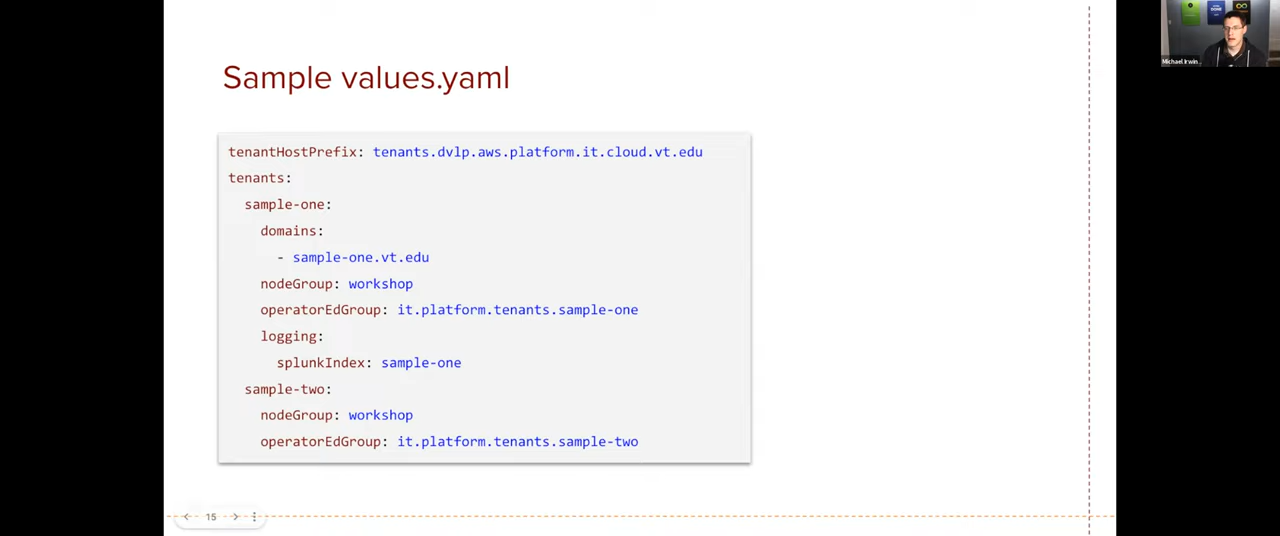 Sample values.yaml
tenantHostPrefix: tenants.dvlp.aws.platform.it.cloud.vt.edu
tenants:
sample-one:
domains:
- sample-one.vt.edu
nodeGroup: workshop
operatorEdGroup: it.platform.tenants.sample-one
logging:
splunkIndex: sample-one
sample-two:
nodeGroup: workshop
operatorEdGroup: it.platform.tenants.sample-two
15
Michael Irwin